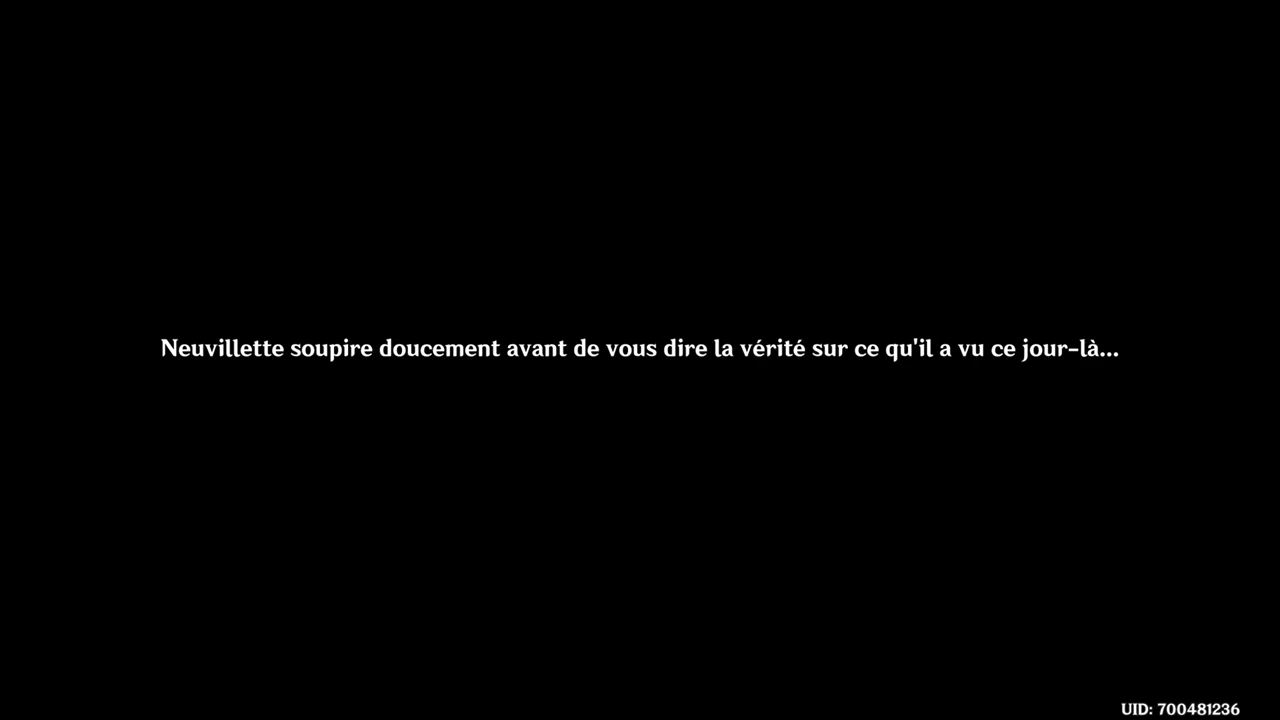 Neuvillette soupire doucement avant de vous dire la vérité sur ce qu'il a vu ce jour-là...
UID: 700481236